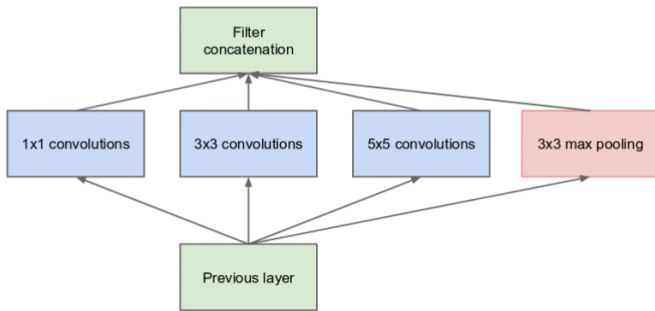 Filter
concatenation
1x1 convolutions
3x3 convolutions
5x5 convolutions
3x3 max pooling
Previous layer